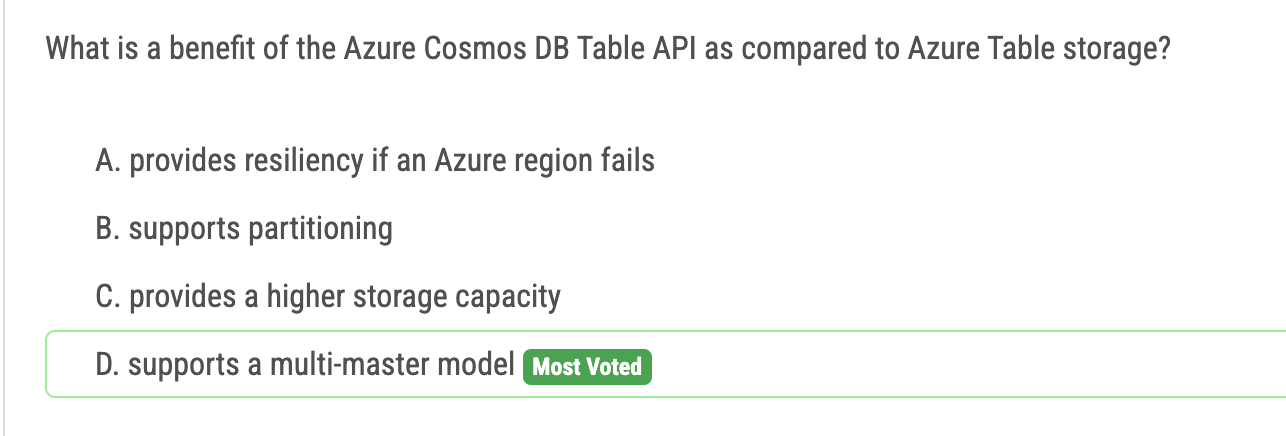 What is a benefit of the Azure Cosmos DB Table API as compared to Azure Table storage?
A. provides resiliency if an Azure region fails
B. supports partitioning
C. provides a higher storage capacity
D. supports a multi-master model Most Voted